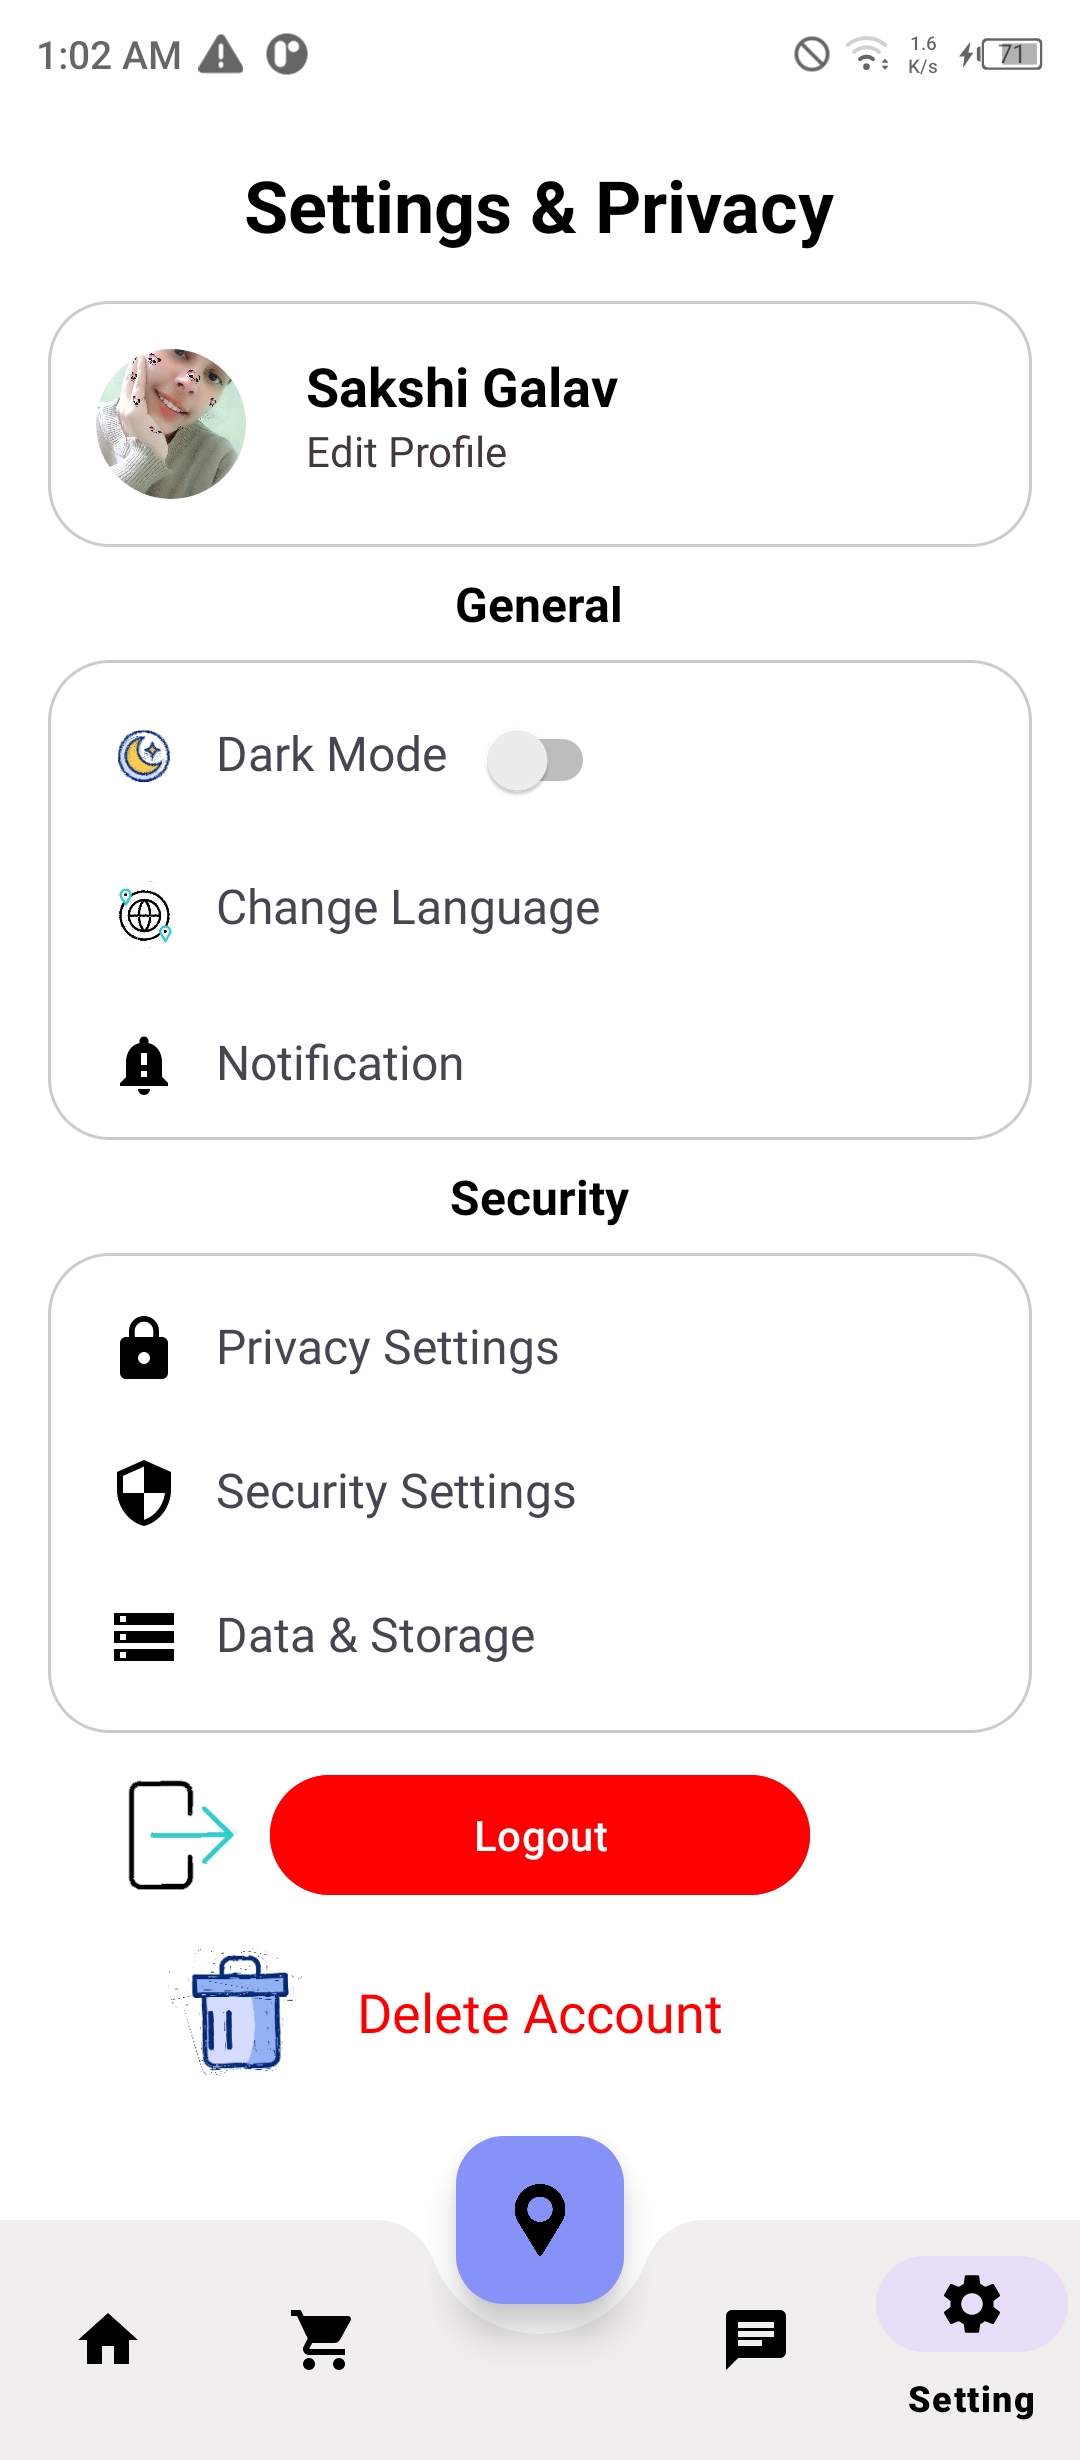 1:02 AM
1.6
K/s
71
Settings & Privacy
Sakshi Galav
Edit Profile
General
Dark Mode
Change Language
Notification
Security
Privacy Settings
Security Settings
Data & Storage
Logout
Delete Account
Setting